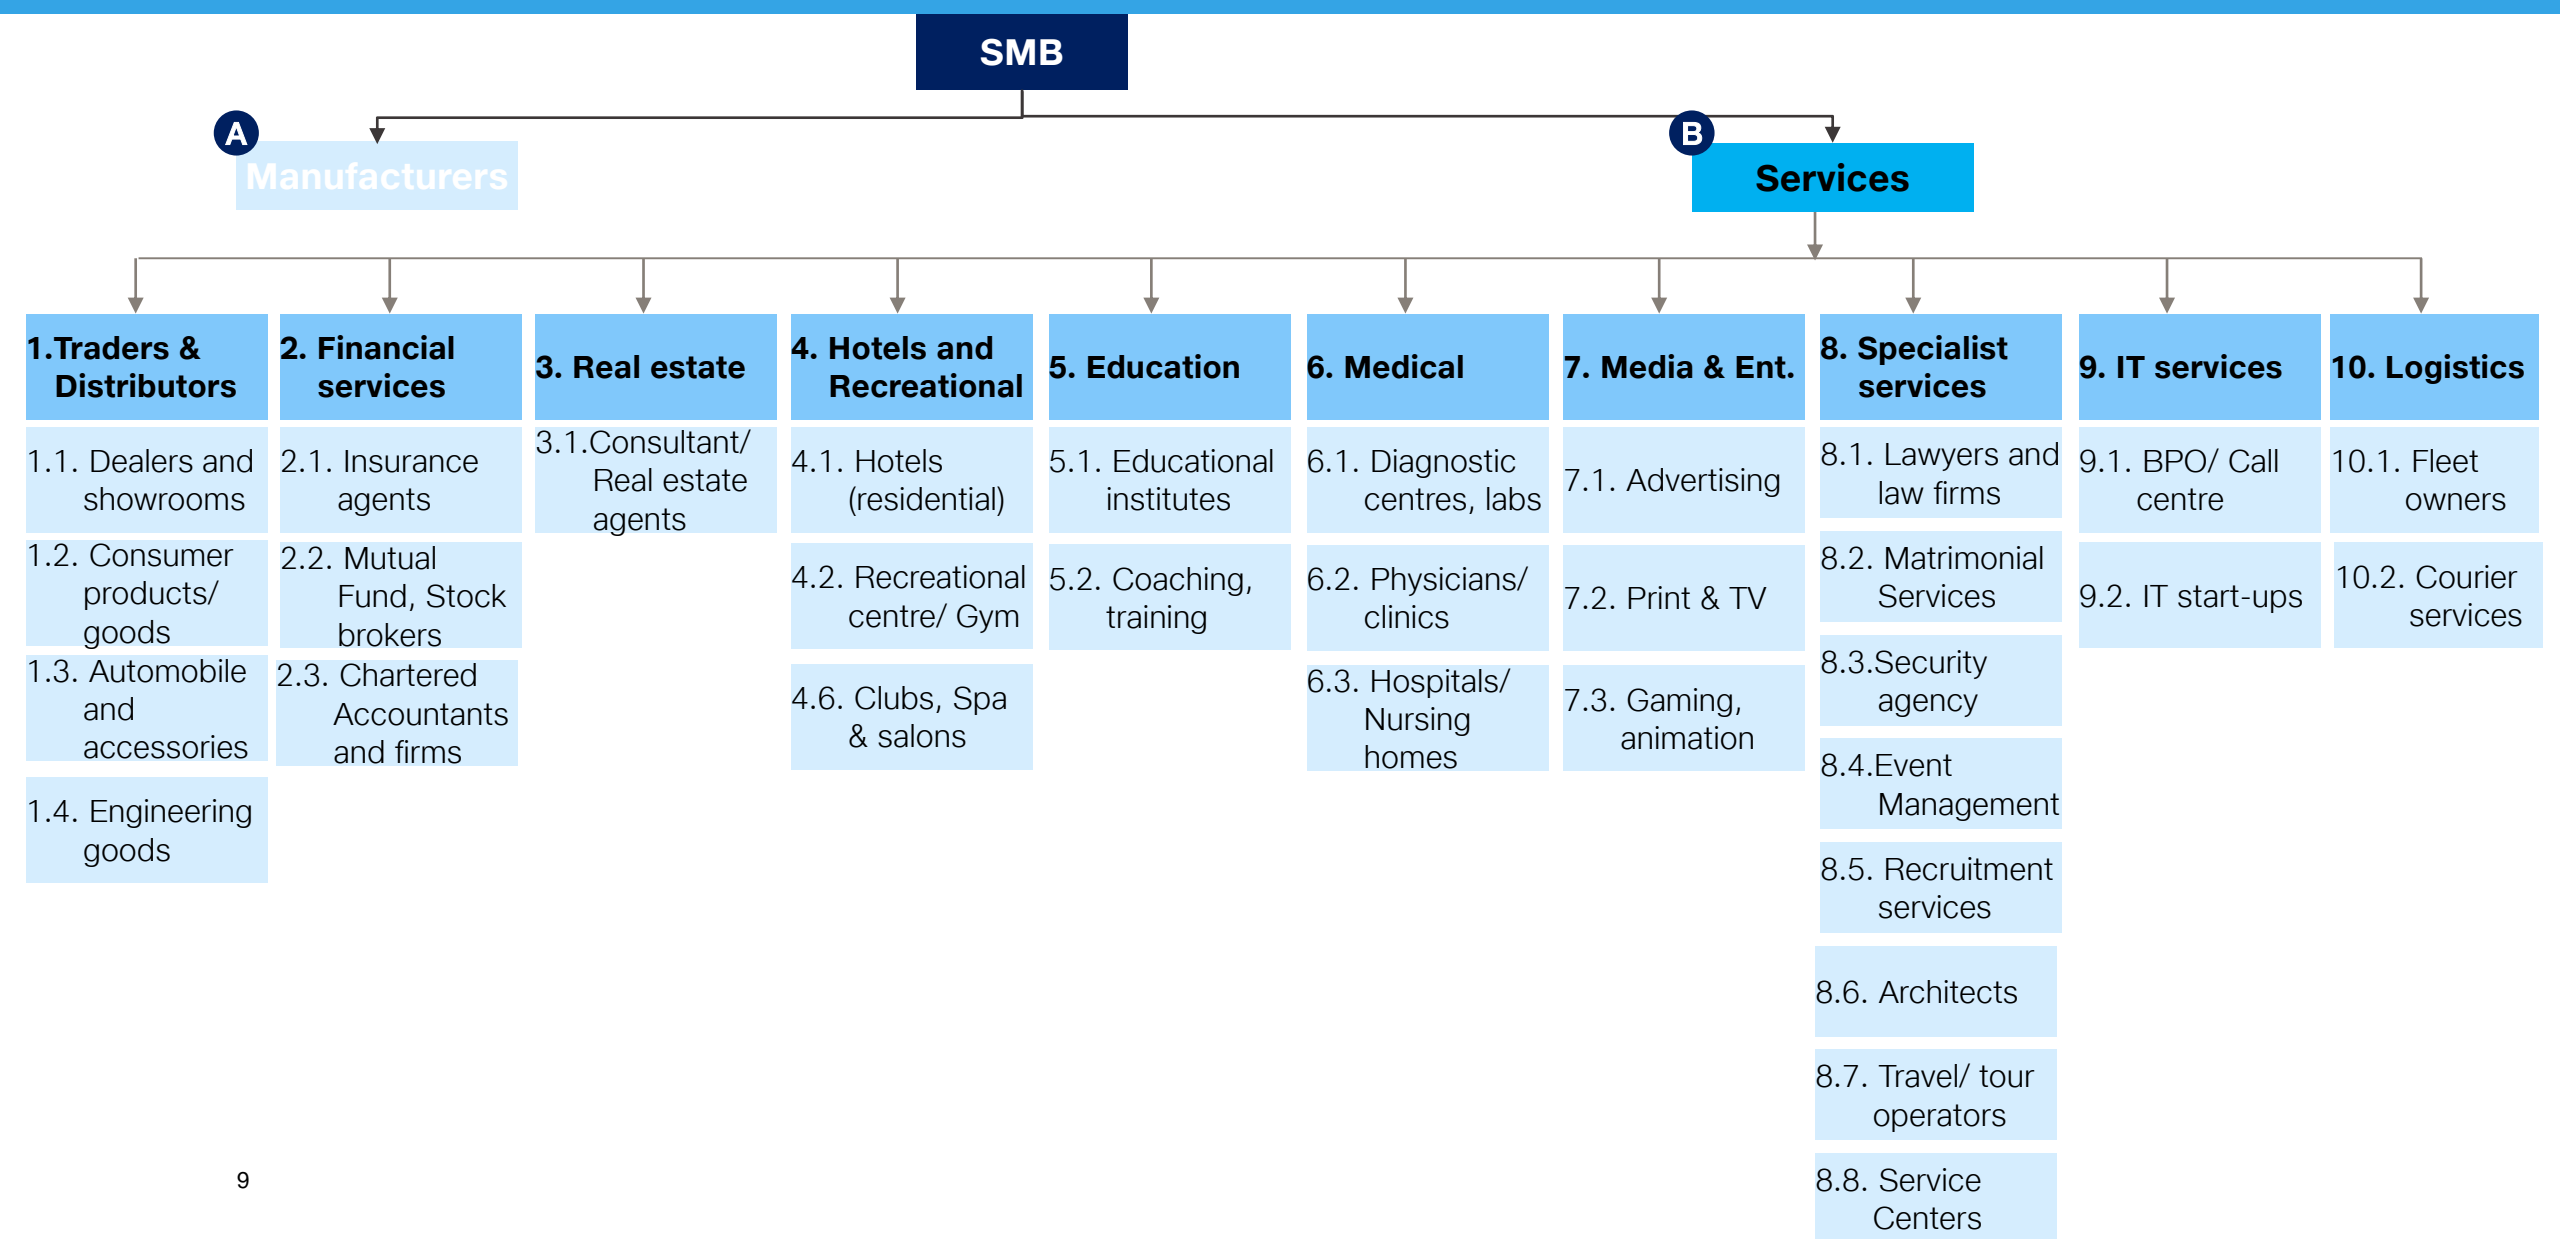 SMB
A
Manufacturers
B
Services
1.Traders &
Distributors
1.1. Dealers and
showrooms
1.2. Consumer
products/
goods
1.3. Automobile
and
accessories
1.4. Engineering
goods
2. Financial
services
2.1. Insurance
agents
2.2. Mutual
Fund, Stock
brokers
2.3. Chartered
Accountants
and firms
3. Real estate
3.1.Consultant/
Real estate
agents
4. Hotels and
Recreational
4.1. Hotels
(residential)
4.2. Recreational
centre/ Gym
4.6. Clubs, Spa
& salons
5. Education
5.1. Educational
institutes
5.2. Coaching,
training
6. Medical
6.1. Diagnostic
centres, labs
6.2. Physicians/
clinics
6.3. Hospitals/
Nursing
homes
7. Media & Ent.
7.1. Advertising
7.2. Print & TV
7.3. Gaming,
animation
8. Specialist
services
8.1. Lawyers and
law firms
8.2. Matrimonial
Services
8.3.Security
agency
8.4.Event
Management
8.5. Recruitment
services
8.6. Architects
8.7. Travel/ tour
operators
8.8. Service
Centers
9. IT services
9.1. BPO/ Call
centre
9.2. IT start-ups
10. Logistics
10.1. Fleet
owners
10.2. Courier
services
9